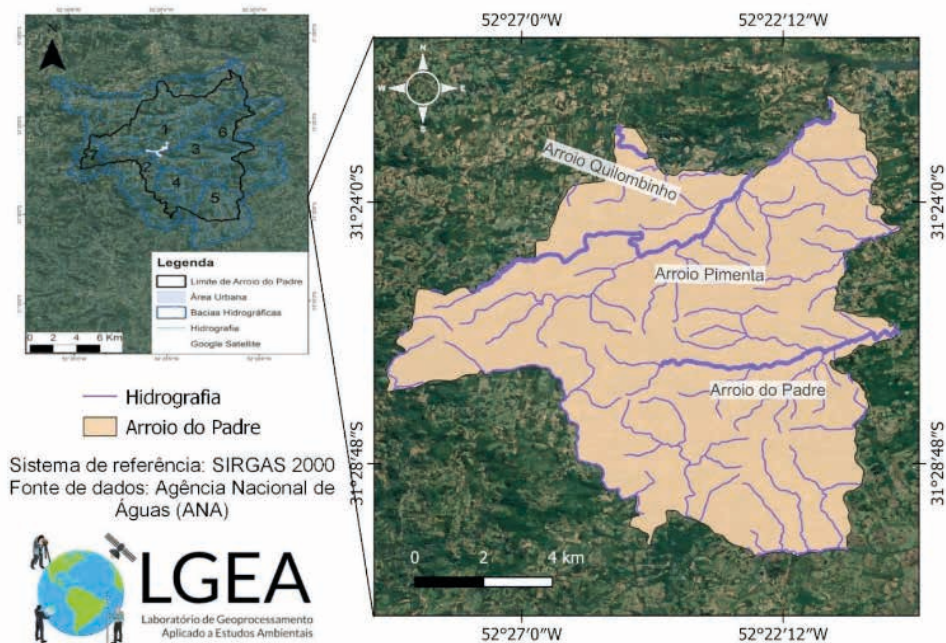 N
1
6
3
2
4
5
Legenda
Limite de Arroio do Padre
Área Urbana
Bacias Hidrográficas
Hidrografia
Google Satellite
0 2 4 6 Km
Hidrografia
Arroio do Padre
Sistema de referência: SIRGAS 2000
Fonte de dados: Agência Nacional de
Águas (ANA)
LGEA
Laboratório de Geoprocessamento
Aplicado a Estudos Ambientais
52°27'0"W 52°22'12"W
N
W E
S
Arroio Quilombinho
31°24'0"S 31°24'0"S
Arroio Pimenta
Arroio do Padre
31°28'48"S 31°28'48"S
0 2 4 km
52°27'0"W 52°22'12"W